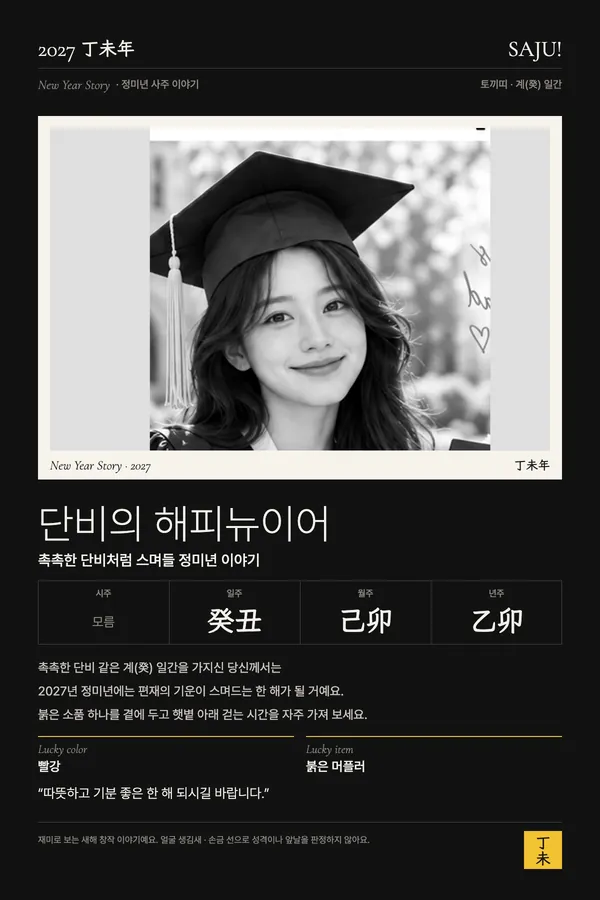 2027 丁未年
SAJU!
New Year Story · 정미년 사주 이야기
토끼띠 · 계(癸) 일간
New Year Story · 2027
丁未年
단비의 해피뉴이어
촉촉한 단비처럼 스며들 정미년 이야기
시주
일주
월주
년주
모름
癸丑
己卯
乙卯
촉촉한 단비 같은 계(癸) 일간을 가지신 당신께서는
2027년 정미년에는 편재의 기운이 스며드는 한 해가 될 거예요.
붉은 소품 하나를 곁에 두고 햇볕 아래 걷는 시간을 자주 가져 보세요.
Lucky color
빨강
Lucky item
붉은 머플러
“따뜻하고 기분 좋은 한 해 되시길 바랍니다.”
재미로 보는 새해 창작 이야기예요. 얼굴 생김새 · 손금 선으로 성격이나 앞날을 판정하지 않아요.
丁
未